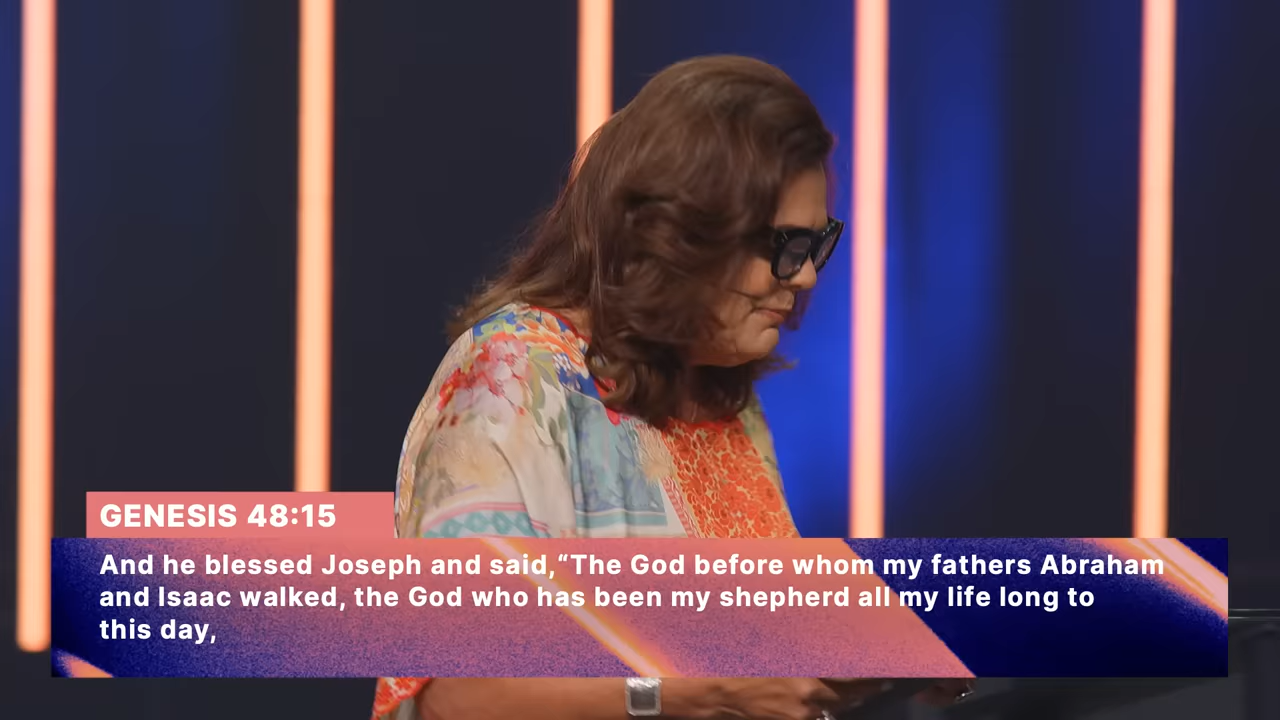 GENESIS 48:15
And he blessed Joseph and said,“The God before whom my fathers Abraham
and Isaac walked, the God who has been my shepherd all my life long to
this day,